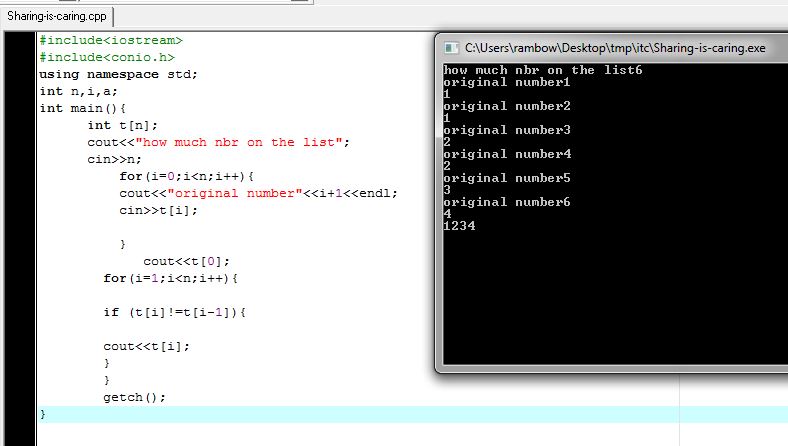 Sharing-is-caring.cpp
#include<iostream>
#include<conio.h>
using namespace std;
int n,i,a;
int main(){
int t[n];
cout<<"how much nbr on the list";
cin>>n;
for(i=0;i<n;i++){
cout<<"original number"<<i+1<<endl;
cin>>t[i];
}
cout<<t[0];
for(i=1;i<n;i++){
if (t[i]!=t[i-1]){
cout<<t[i];
}
}
getch();
}
C:\Users\rambow\Desktop\tmp\itc\Sharing-is-caring.exe
how much nbr on the list6
original number1
1
original number2
1
original number3
2
original number4
2
original number5
3
original number6
4
1234